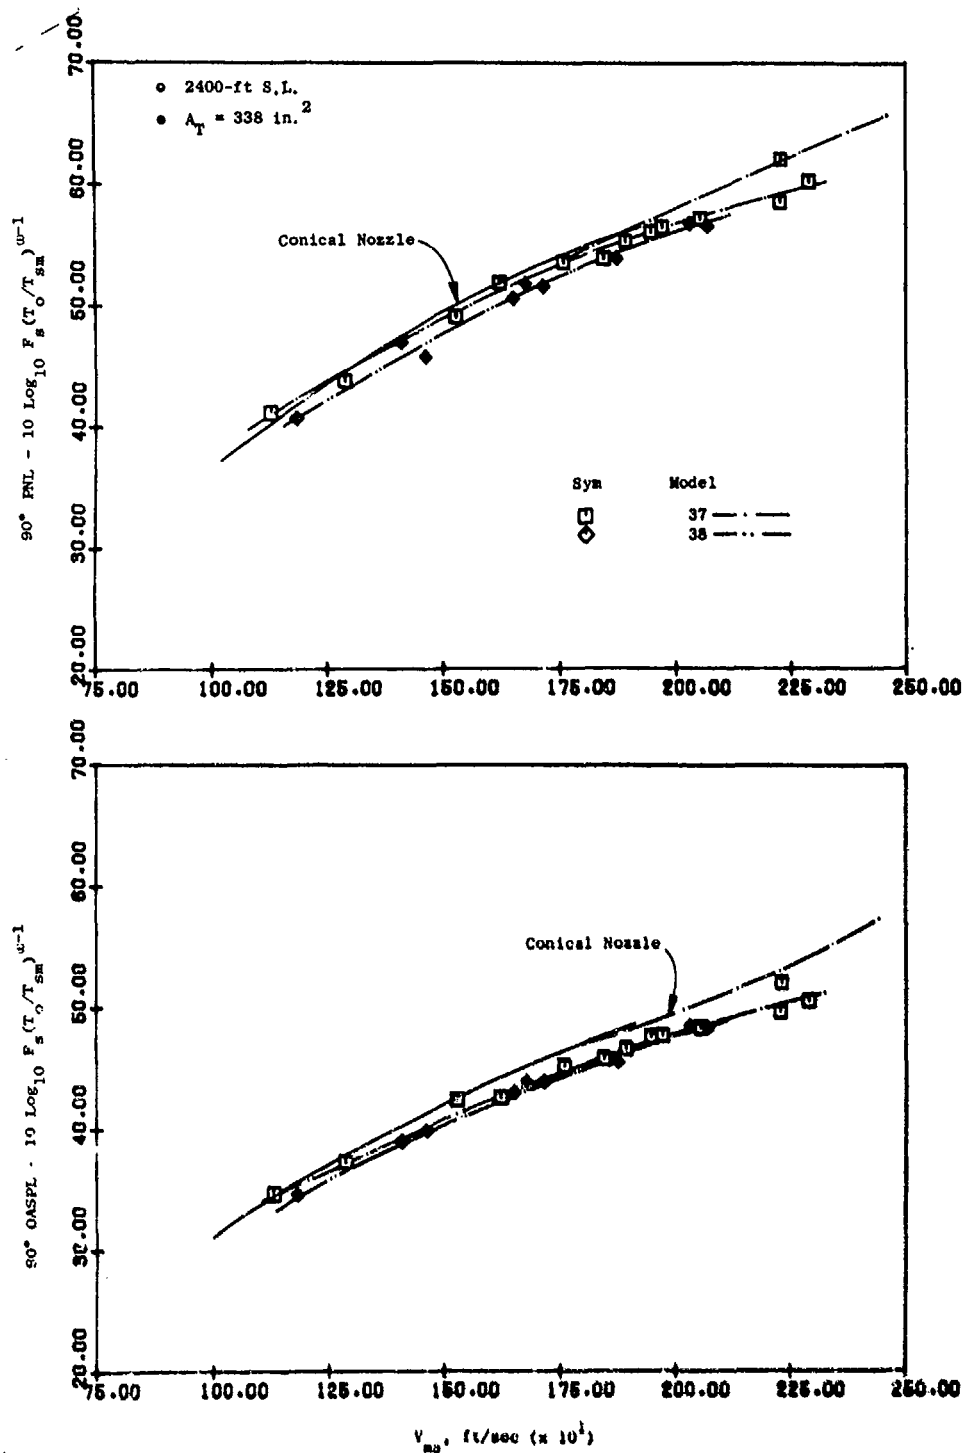 70.00
60.00
50.00
40.00
30.00
20.00
90° PNL - 10 Log10 Fs(To/Tsm)^ω-1
o 2400-ft S.L.
• A_T = 338 in.²
Conical Nozzle
Sym Model
37
38
75.00 100.00 125.00 150.00 175.00 200.00 225.00 250.00
70.00
60.00
50.00
40.00
30.00
20.00
90° OASPL - 10 Log10 Fs(To/Tsm)^ω-1
Conical Nozzle
75.00 100.00 125.00 150.00 175.00 200.00 225.00 250.00
Vms, ft/sec (x 10^1)